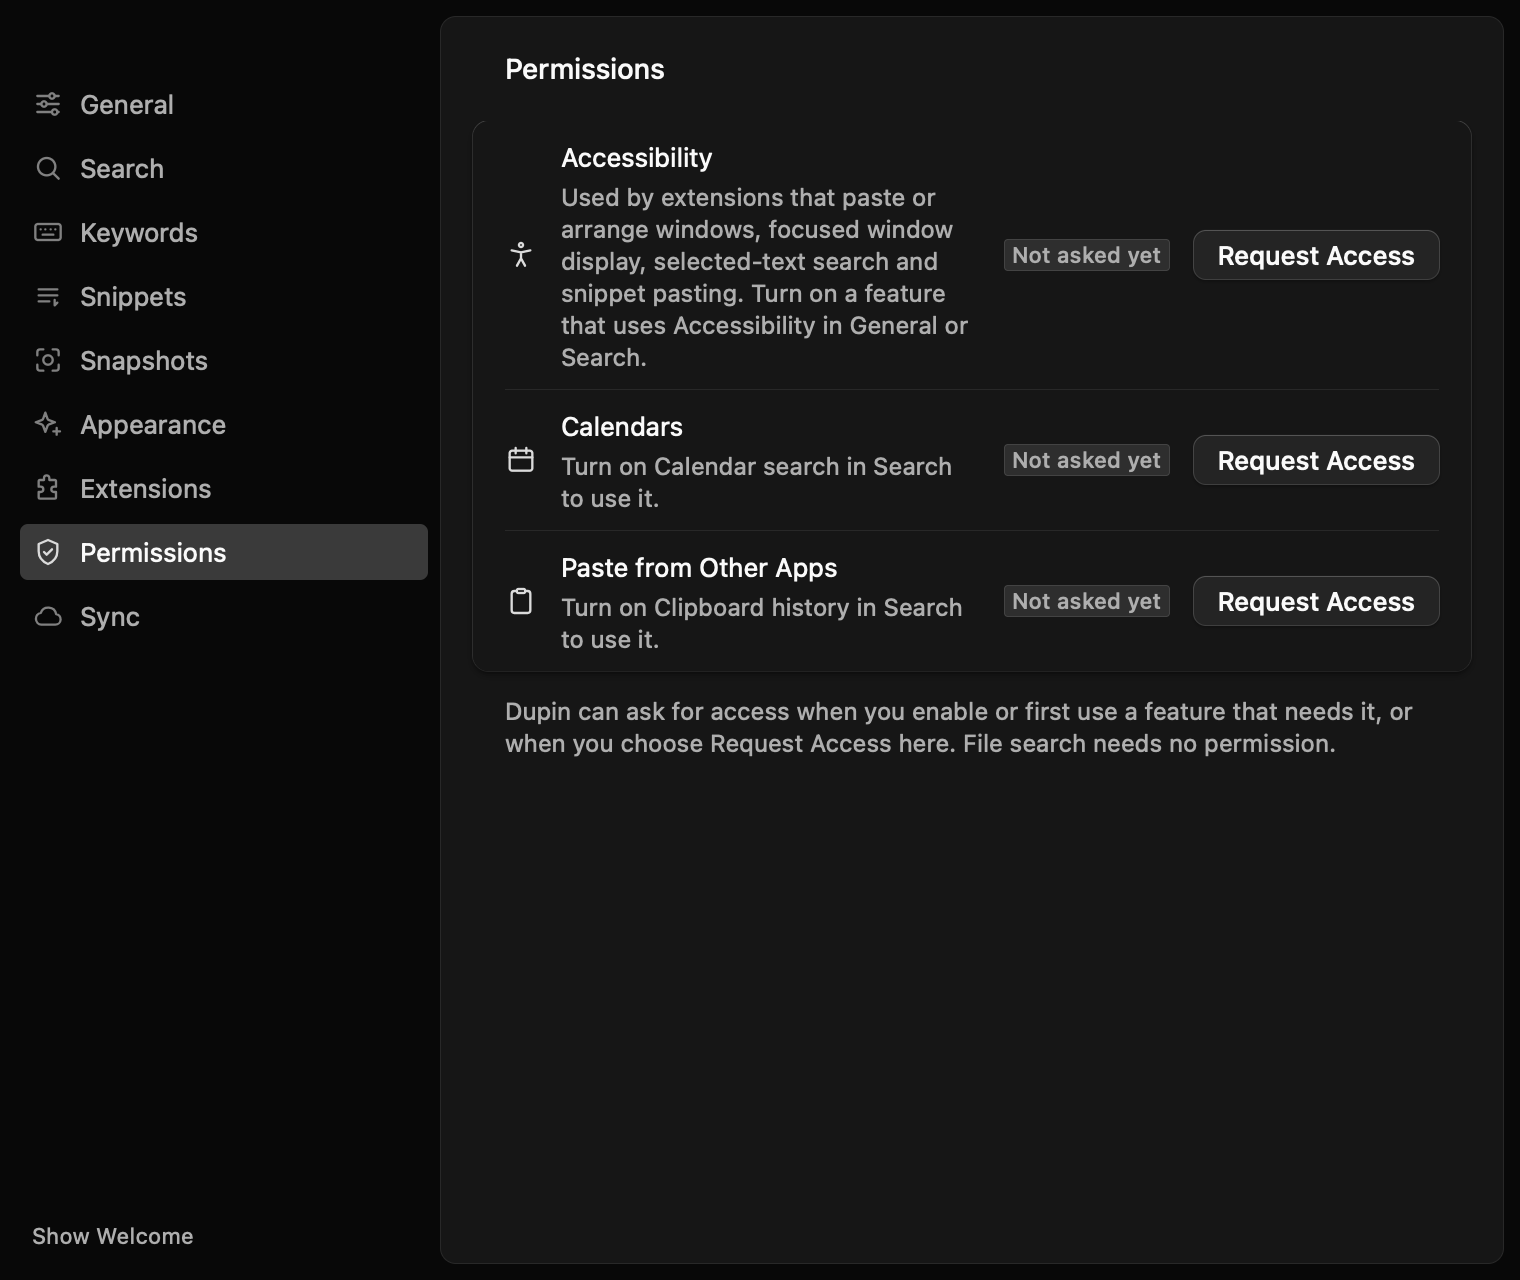 General
Search
Keywords
Snippets
Snapshots
Appearance
Extensions
Permissions
Sync
Show Welcome
Permissions
Accessibility
Used by extensions that paste or
arrange windows, focused window
display, selected-text search and
snippet pasting. Turn on a feature
that uses Accessibility in General or
Search.
Not asked yet
Request Access
Calendars
Turn on Calendar search in Search
to use it.
Not asked yet
Request Access
Paste from Other Apps
Turn on Clipboard history in Search
to use it.
Not asked yet
Request Access
Dupin can ask for access when you enable or first use a feature that needs it, or
when you choose Request Access here. File search needs no permission.